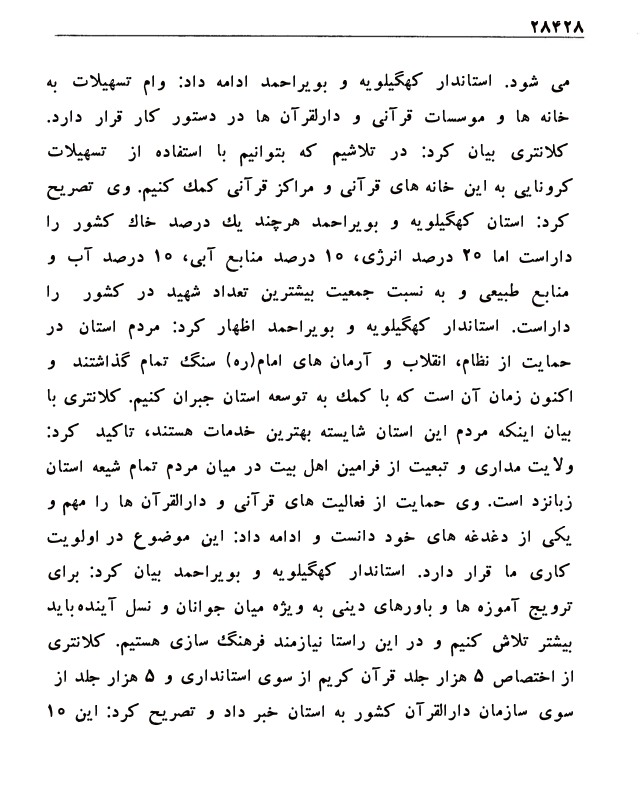 ۲۸۴۲۸
می شود. استاندار کهگیلویه و بویراحمد ادامه داد: وام تسهیلات به
خانه ها و موسسات قرآنی و دارلقرآن ها در دستور کار قرار دارد.
کلانتری بیان کرد: در تلاشیم که بتوانیم با استفاده از تسهیلات
کرونایی به این خانه های قرآنی و مراکز قرآنی کمک کنیم. وی تصریح
کرد: استان کهگیلویه و بویراحمد هرچند یک درصد خاک کشور را
داراست اما ۲۰ درصد انرژی، ۱۰ درصد منابع آبی، ۱۰ درصد آب و
منابع طبیعی و به نسبت جمعیت بیشترین تعداد شهید در کشور را
داراست. استاندار کهگیلویه و بویراحمد اظهار کرد: مردم استان در
حمایت از نظام، انقلاب و آرمان های امام(ره) سنگ تمام گذاشتند و
اکنون زمان آن است که با کمک به توسعه استان جبران کنیم. کلانتری با
بیان اینکه مردم این استان شایسته بهترین خدمات هستند، تاکید کرد:
ولایت مداری و تبعیت از فرامین اهل بیت در میان مردم تمام شیعه استان
زبانزد است. وی حمایت از فعالیت های قرآنی و دارالقرآن ها را مهم و
یکی از دغدغه های خود دانست و ادامه داد: این موضوع در اولویت
کاری ما قرار دارد. استاندار کهگیلویه و بویراحمد بیان کرد: برای
ترویج آموزه ها و باورهای دینی به ویژه میان جوانان و نسل آینده باید
بیشتر تلاش کنیم و در این راستا نیازمند فرهنگ سازی هستیم. کلانتری
از اختصاص ۵ هزار جلد قرآن کریم از سوی استانداری و ۵ هزار جلد از
سوی سازمان دارالقرآن کشور به استان خبر داد و تصریح کرد: این ۱۰